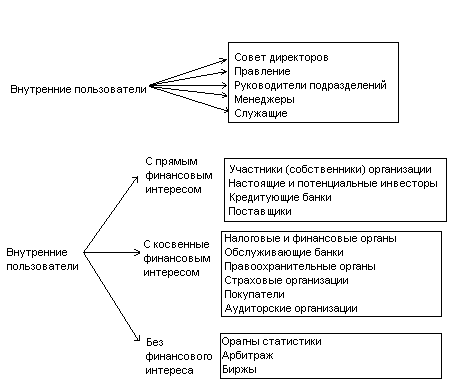 Внутренние пользователи
Совет директоров
Правление
Руководители подразделений
Менеджеры
Служащие
Внутренние
пользователи
С прямым
финансовым
интересом
Участники (собственники) организации
Настоящие и потенциальные инвесторы
Кредитующие банки
Поставщики
С косвенные
финансовым
интересом
Налоговые и финансовые органы
Обслуживающие банки
Правоохранительные органы
Страховые организации
Покупатели
Аудиторские организации
Без
финансового
интереса
Орагны статистики
Арбитраж
Биржы